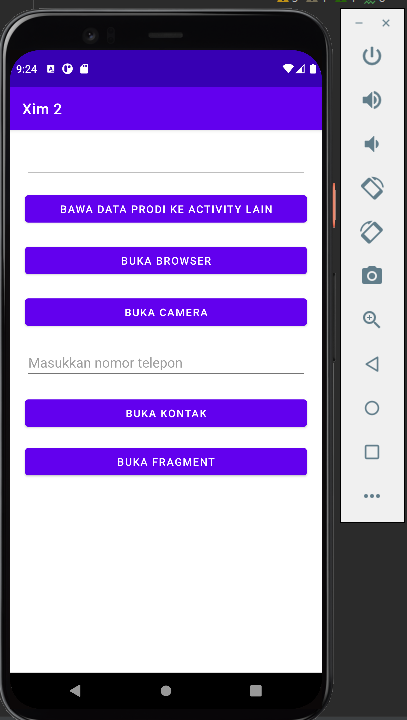 9:24
Xim 2
BAWA DATA PRODI KE ACTIVITY LAIN
BUKA BROWSER
BUKA CAMERA
Masukkan nomor telepon
BUKA KONTAK
BUKA FRAGMENT